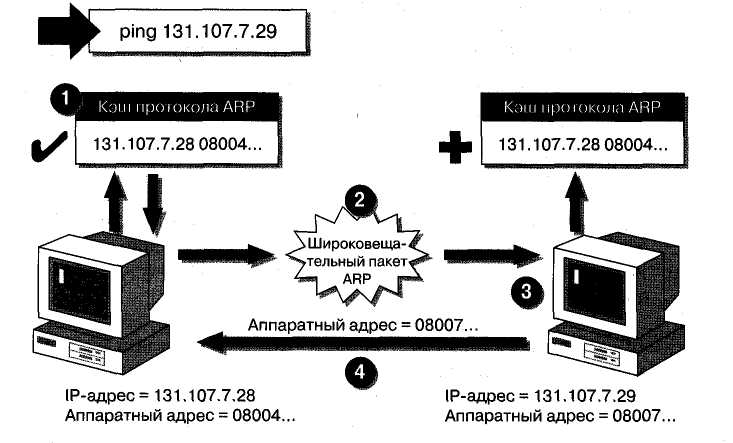 ping 131.107.7.29
1
Кэш протокола ARP
131.107.7.28 08004...
Кэш протокола ARP
131.107.7.28 08004...
2
Широковеща-
тельный пакет
ARP
3
Аппаратный адрес = 08007...
4
IP-адрес = 131.107.7.28
Аппаратный адрес = 08004...
IP-адрес = 131.107.7.29
Аппаратный адрес = 08007...